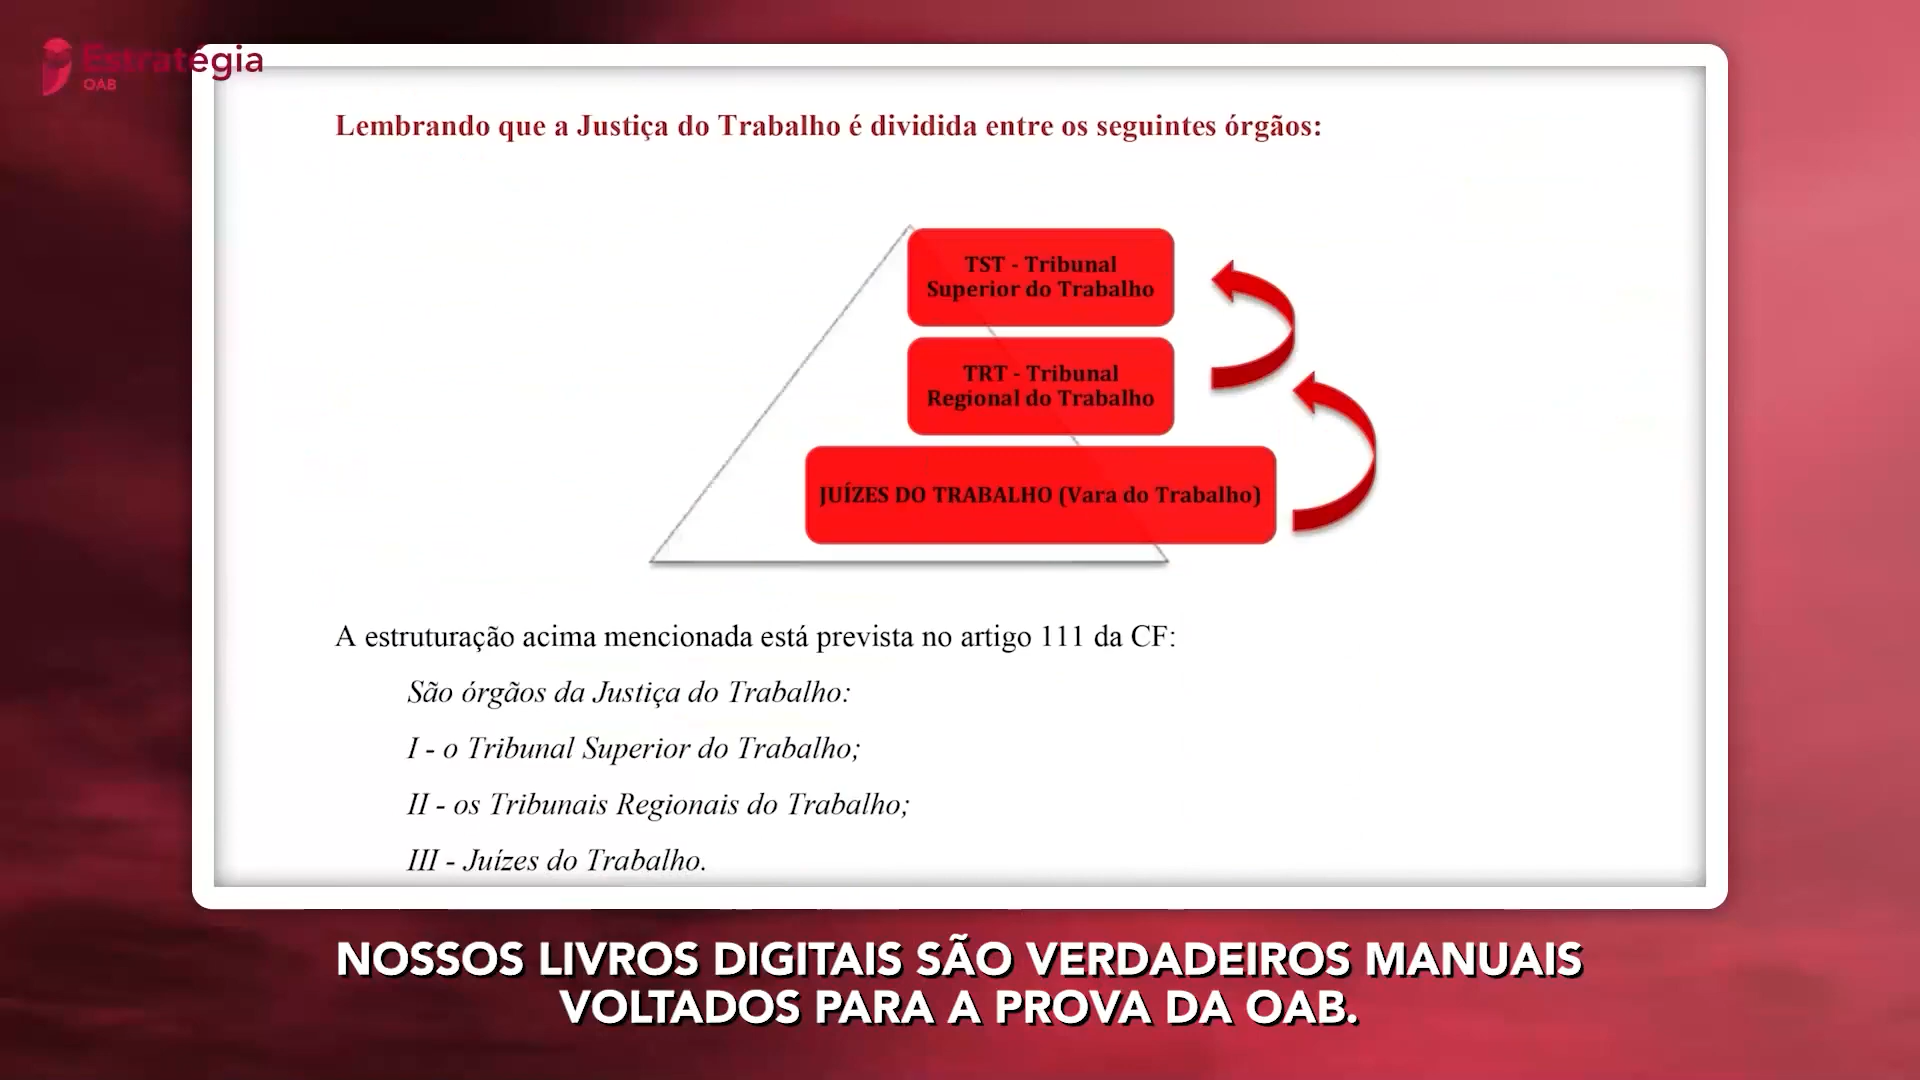 Estratégia
OAB
Lembrando que a Justiça do Trabalho é dividida entre os seguintes órgãos:
TST - Tribunal
Superior do Trabalho
TRT - Tribunal
Regional do Trabalho
JUÍZES DO TRABALHO (Vara do Trabalho)
A estruturação acima mencionada está prevista no artigo 111 da CF:
São órgãos da Justiça do Trabalho:
I - o Tribunal Superior do Trabalho;
II - os Tribunais Regionais do Trabalho;
III - Juízes do Trabalho.
NOSSOS LIVROS DIGITAIS SÃO VERDADEIROS MANUAIS
VOLTADOS PARA A PROVA DA OAB.